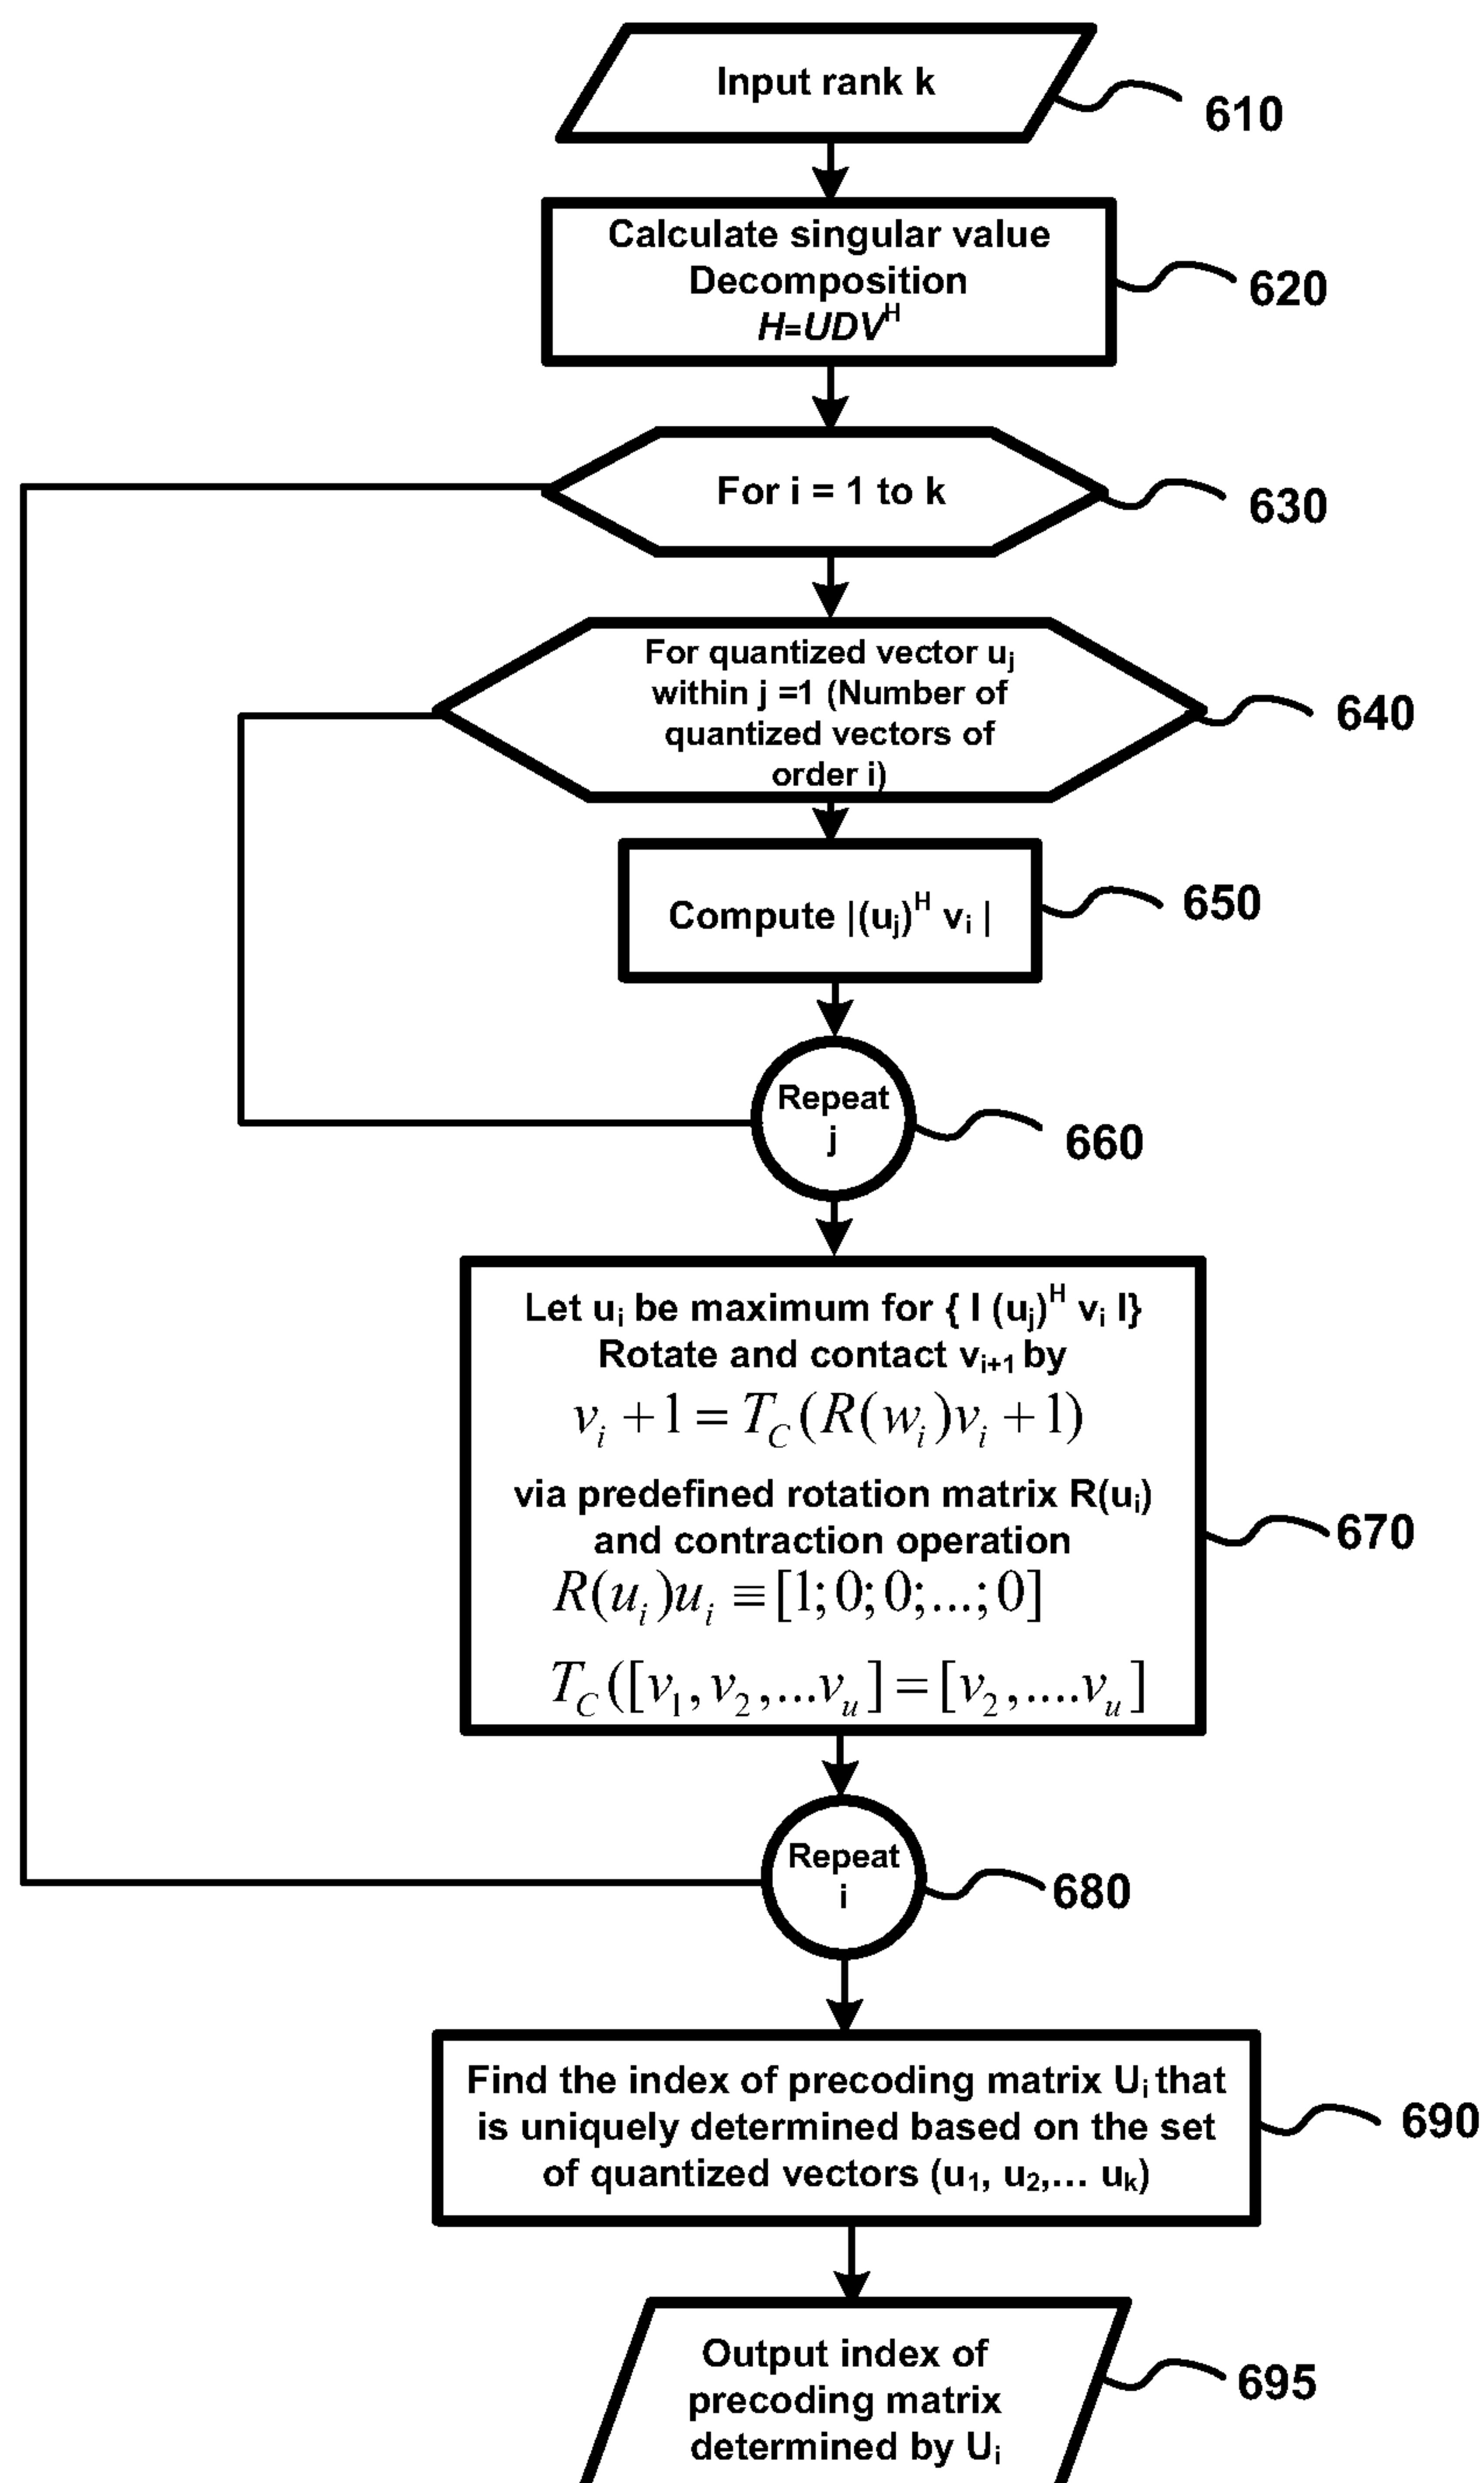 Input rank k
610
Calculate singular value
Decomposition
H=UDV^H
620
For i = 1 to k
630
For quantized vector u_j
within j =1 (Number of
quantized vectors of
order i)
640
Compute |(u_j)^H v_i |
650
Repeat
j
660
Let u_i be maximum for { I (u_j)^H v_i I}
Rotate and contact v_{i+1} by
v_i + 1 = T_C(R(w_i)v_i + 1)
via predefined rotation matrix R(u_i)
and contraction operation
R(u_i)u_i ≡ [1;0;0;...;0]
T_C([v_1, v_2,...v_u] = [v_2,....v_u]
670
Repeat
i
680
Find the index of precoding matrix U_i that
is uniquely determined based on the set
of quantized vectors (u_1, u_2,... u_k)
690
Output index of
precoding matrix
determined by U_i
695